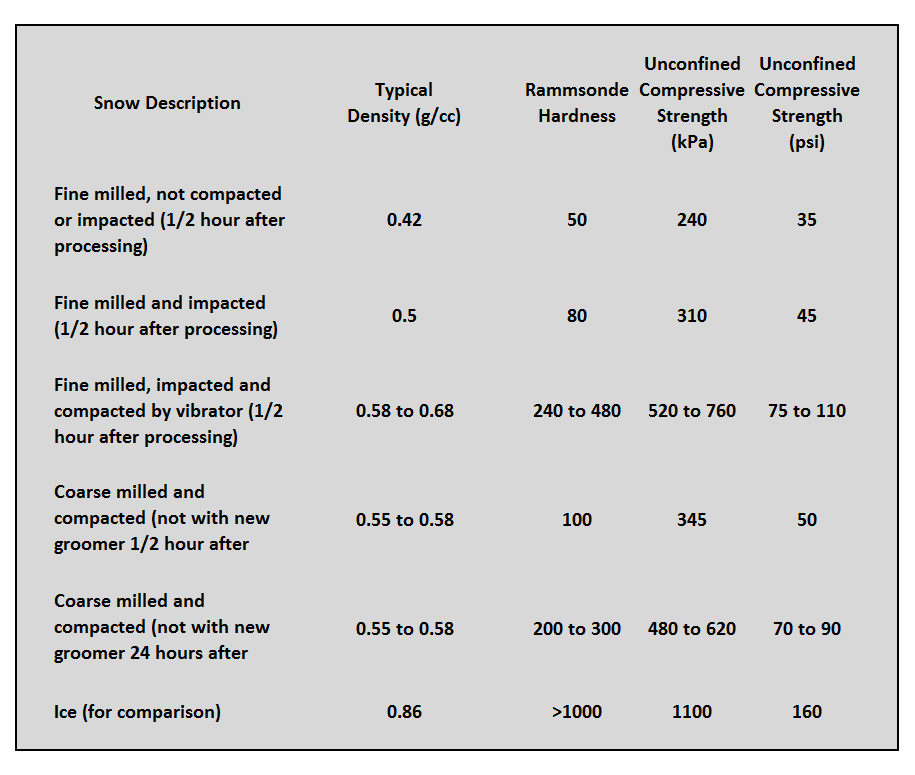 Snow Description
Typical
Density (g/cc)
Rammsonde
Hardness
Unconfined
Compressive
Strength
(kPa)
Unconfined
Compressive
Strength
(psi)
Fine milled, not compacted
or impacted (1/2 hour after
processing)
0.42
50
240
35
Fine milled and impacted
(1/2 hour after processing)
0.5
80
310
45
Fine milled, impacted and
compacted by vibrator (1/2
hour after processing)
0.58 to 0.68
240 to 480
520 to 760
75 to 110
Coarse milled and
compacted (not with new
groomer 1/2 hour after
0.55 to 0.58
100
345
50
Coarse milled and
compacted (not with new
groomer 24 hours after
0.55 to 0.58
200 to 300
480 to 620
70 to 90
Ice (for comparison)
0.86
>1000
1100
160